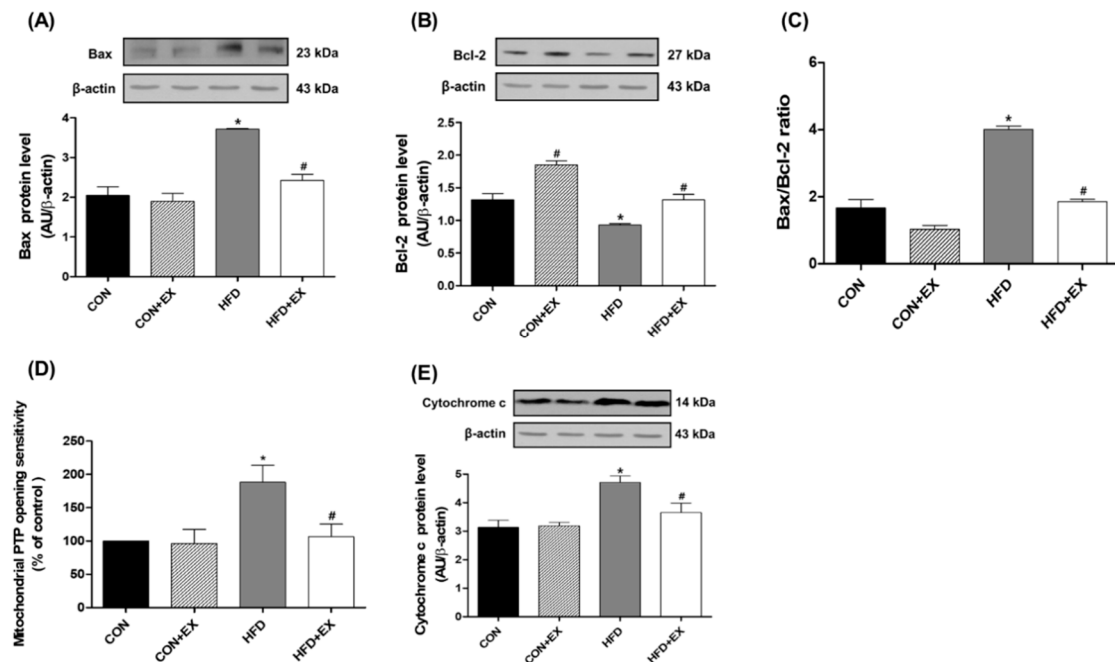 (A)
Bax
23 kDa
β-actin
43 kDa
Bax protein level
(AU/β-actin)
4
3
2
1
0
*
#
CON
CON+EX
HFD
HFD+EX
(B)
Bcl-2
27 kDa
β-actin
43 kDa
Bcl-2 protein level
(AU/β-actin)
2.0
1.5
1.0
0.5
0.0
#
*
#
CON
CON+EX
HFD
HFD+EX
(C)
Bax/Bcl-2 ratio
6
4
2
0
*
#
CON
CON+EX
HFD
HFD+EX
(D)
Mitochondrial PTP opening sensitivity
(% of control )
250
200
150
100
50
0
*
#
CON
CON+EX
HFD
HFD+EX
(E)
Cytochrome c
14 kDa
β-actin
43 kDa
Cytochrome c protein level
(AU/β-actin)
5
4
3
2
1
0
*
#
CON
CON+EX
HFD
HFD+EX